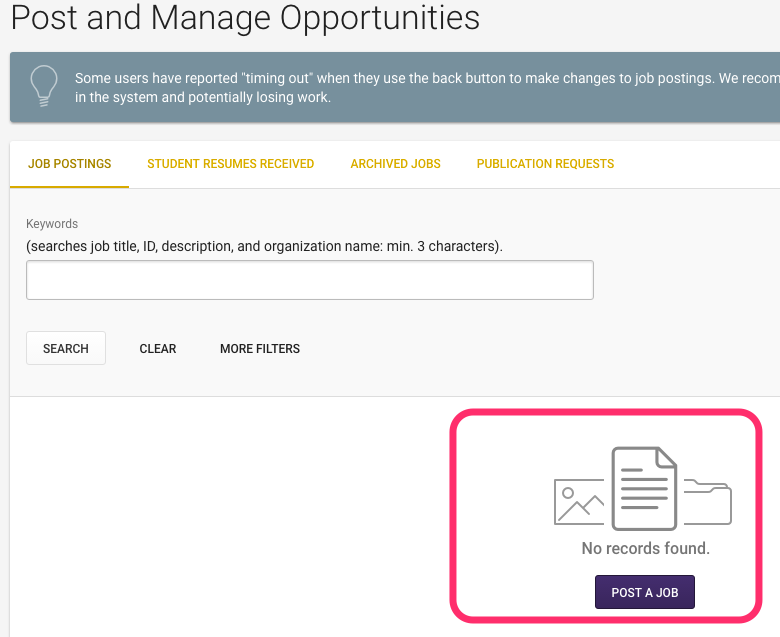 Post and Manage Opportunities
Some users have reported "timing out" when they use the back button to make changes to job postings. We recom
in the system and potentially losing work.
JOB POSTINGS STUDENT RESUMES RECEIVED ARCHIVED JOBS PUBLICATION REQUESTS
Keywords
(searches job title, ID, description, and organization name: min. 3 characters).
SEARCH CLEAR MORE FILTERS
No records found.
POST A JOB